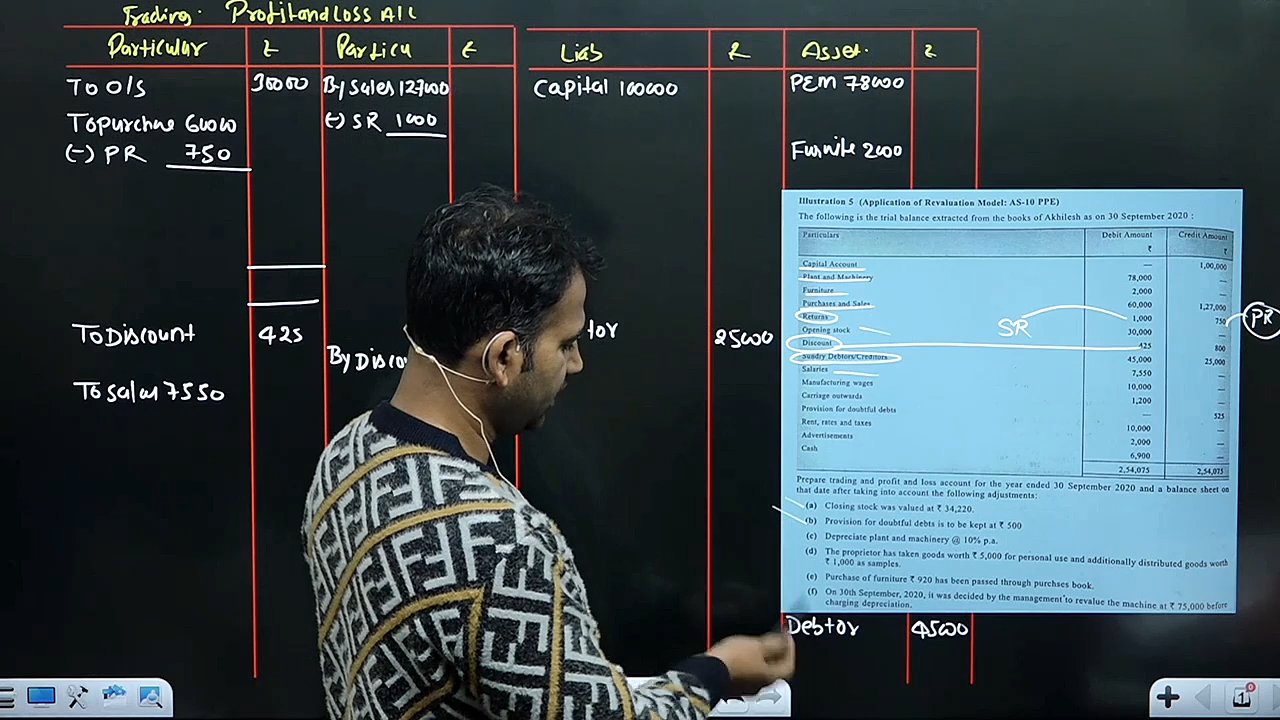 Trading. Profit and Loss A/C
Particular ₹ Particu ₹
To O/S 30000 By Sales 127000
(-) SR 1000
To purchase 60000
(-) PR 750
To Discount 425
By Disco
To Salar 7550
Liab ₹ Asset. ₹
Capital 100000 P&M 78000
Furnite 2000
tor 25000
Debtor 45000
Illustration 5 (Application of Revaluation Model: AS-10 PPE)
The following is the trial balance extracted from the books of Akhilesh as on 30 September 2020 :
Particulars Debit Amount Credit Amount
₹ ₹
Capital Account — 1,00,000
Plant and Machinery 78,000 —
Furniture 2,000 —
Purchases and Sales 60,000 1,27,000
Returns 1,000 750
Opening stock 30,000 —
Discount 425 800
Sundry Debtors/Creditors 45,000 25,000
Salaries 7,550 —
Manufacturing wages 10,000 —
Carriage outwards 1,200 —
Provision for doubtful debts — 525
Rent, rates and taxes 10,000 —
Advertisements 2,000 —
Cash 6,900 —
2,54,075 2,54,075
SR
PR
Prepare trading and profit and loss account for the year ended 30 September 2020 and a balance sheet on
that date after taking into account the following adjustments:
(a) Closing stock was valued at ₹ 34,220.
(b) Provision for doubtful debts is to be kept at ₹ 500
(c) Depreciate plant and machinery @ 10% p.a.
(d) The proprietor has taken goods worth ₹ 5,000 for personal use and additionally distributed goods worth
₹ 1,000 as samples.
(e) Purchase of furniture ₹ 920 has been passed through purchses book.
(f) On 30th September, 2020, it was decided by the management to revalue the machine at ₹ 75,000 before
charging depreciation.
1